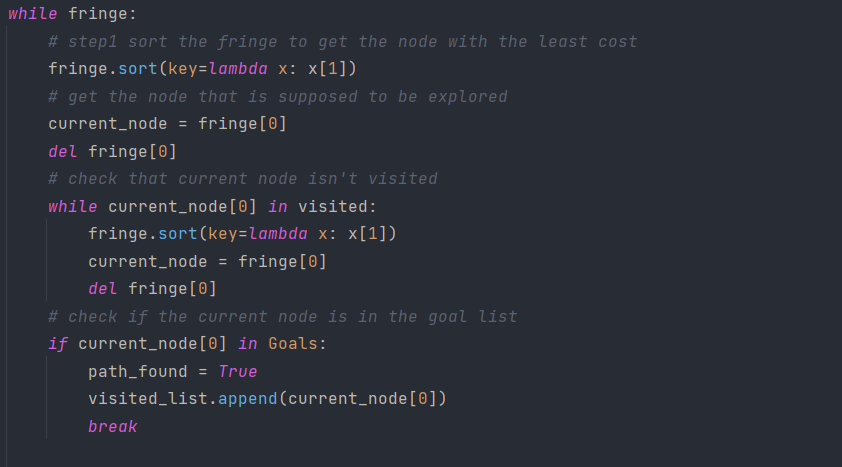 while fringe:
    # step1 sort the fringe to get the node with the least cost
    fringe.sort(key=lambda x: x[1])
    # get the node that is supposed to be explored
    current_node = fringe[0]
    del fringe[0]
    # check that current node isn't visited
    while current_node[0] in visited:
        fringe.sort(key=lambda x: x[1])
        current_node = fringe[0]
        del fringe[0]
    # check if the current node is in the goal list
    if current_node[0] in Goals:
        path_found = True
        visited_list.append(current_node[0])
        break